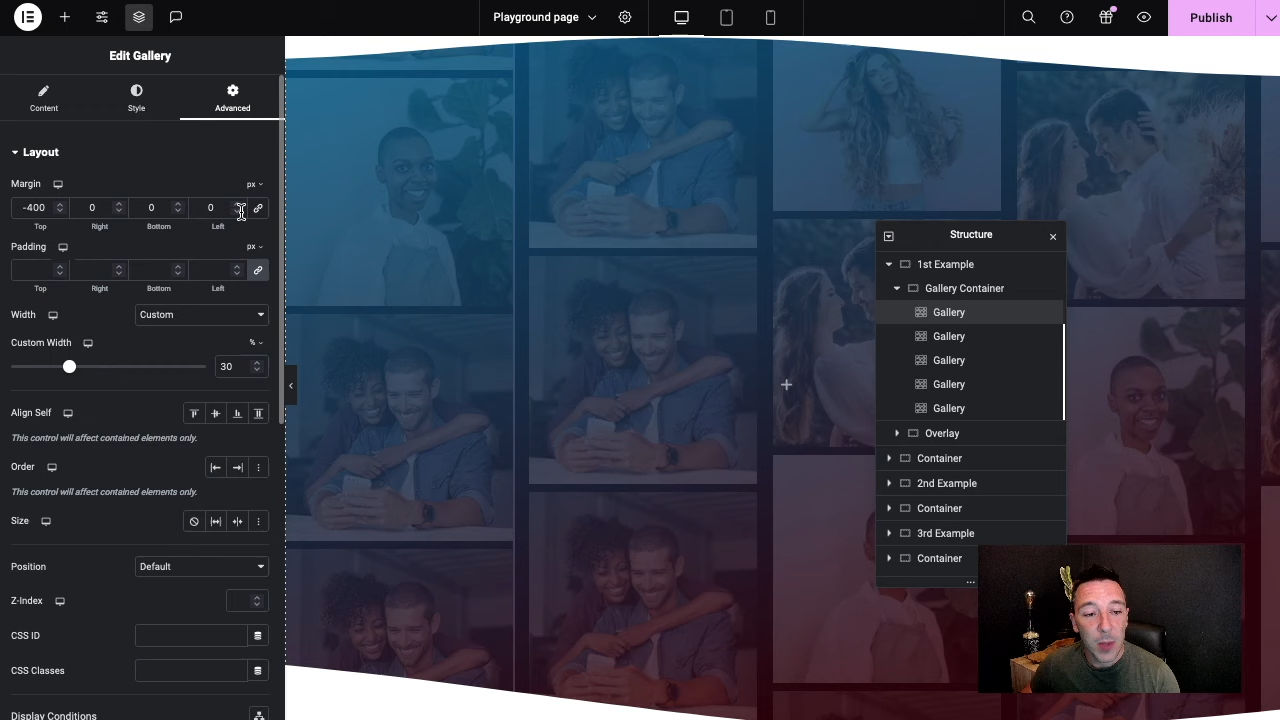 Playground page
Publish
Edit Gallery
Content
Style
Advanced
Layout
Margin
px
-400
0
0
0
Top
Right
Bottom
Left
Padding
px
Top
Right
Bottom
Left
Width
Custom
Custom Width
%
30
Align Self
This control will affect contained elements only.
Order
This control will affect contained elements only.
Size
Position
Default
Z-Index
CSS ID
CSS Classes
Display Conditions
Structure
1st Example
Gallery Container
Gallery
Gallery
Gallery
Gallery
Gallery
Overlay
Container
2nd Example
Container
3rd Example
Container